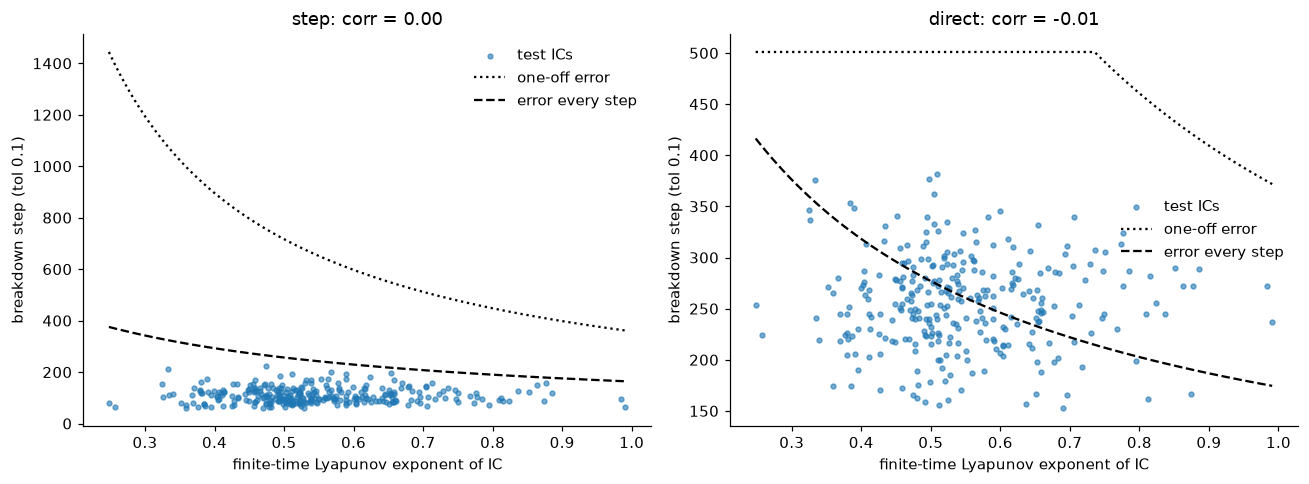 step: corr = 0.00
breakdown step (tol 0.1)
1400
1200
1000
800
600
400
200
0
test ICs
one-off error
error every step
0.3 0.4 0.5 0.6 0.7 0.8 0.9 1.0
finite-time Lyapunov exponent of IC
direct: corr = -0.01
breakdown step (tol 0.1)
500
450
400
350
300
250
200
150
test ICs
one-off error
error every step
0.3 0.4 0.5 0.6 0.7 0.8 0.9 1.0
finite-time Lyapunov exponent of IC